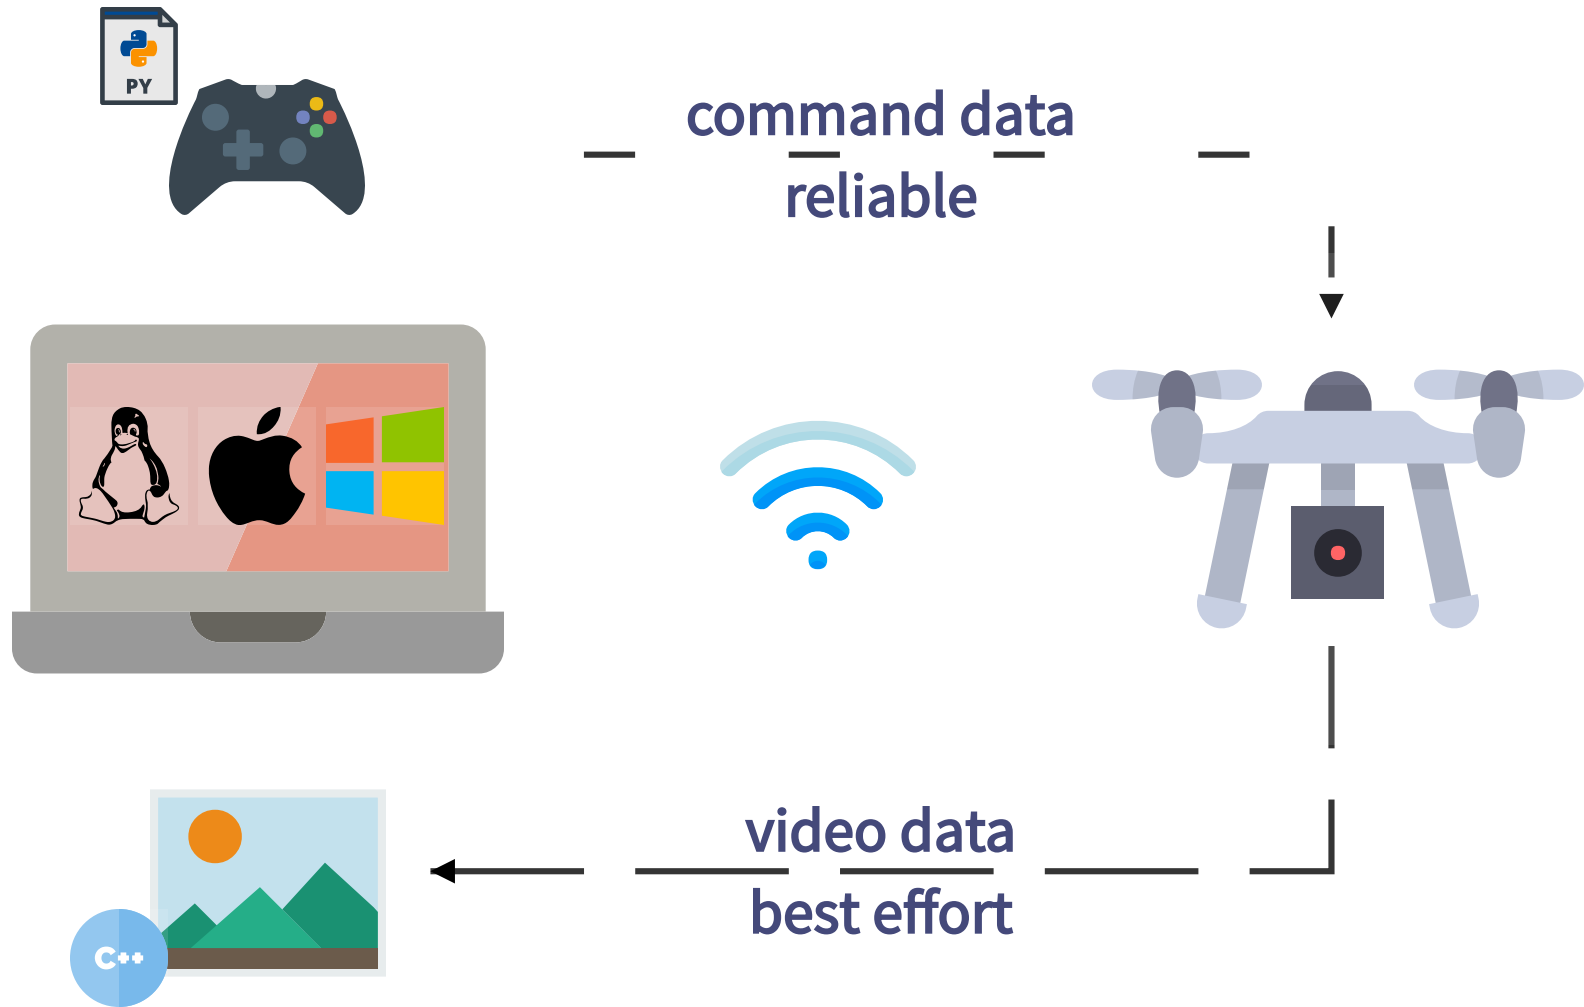 PY
command data
reliable
video data
best effort
C++